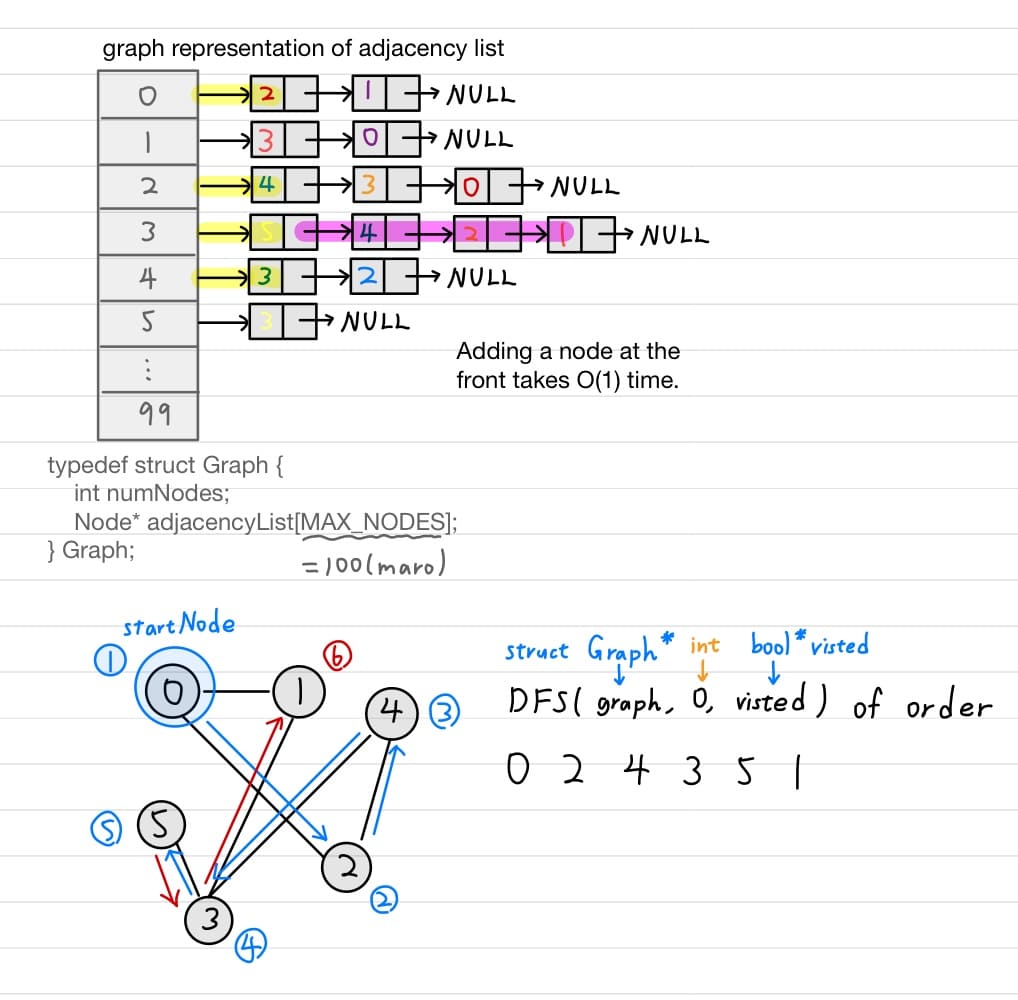 graph representation of adjacency list
0 → 2 → 1 → NULL
1 → 3 → 0 → NULL
2 → 4 → 3 → 0 → NULL
3 → 5 → 4 → 2 → 1 → NULL
4 → 3 → 2 → NULL
5 → 3 → NULL
⋮
99
Adding a node at the
front takes O(1) time.
typedef struct Graph {
int numNodes;
Node* adjacencyList[MAX_NODES];
} Graph;
=100(maro)
startNode
① 0
1 ⑥
4 ③
⑤ 5
2 ②
3 ④
struct Graph* int bool* visted
↓ ↓ ↓
DFS( graph, 0, visted ) of order
0 2 4 3 5 1